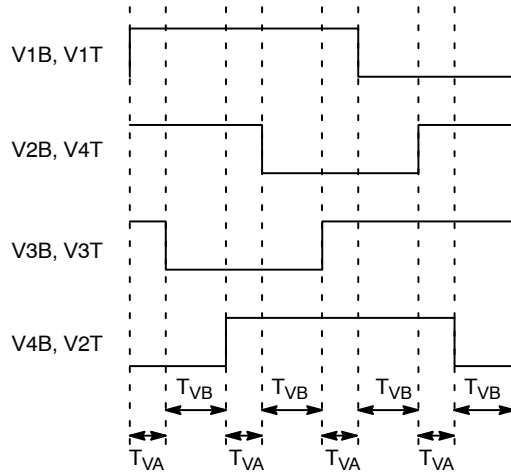 V1B, V1T
V2B, V4T
V3B, V3T
V4B, V2T
TVB TVB TVB TVB
TVA TVA TVA TVA